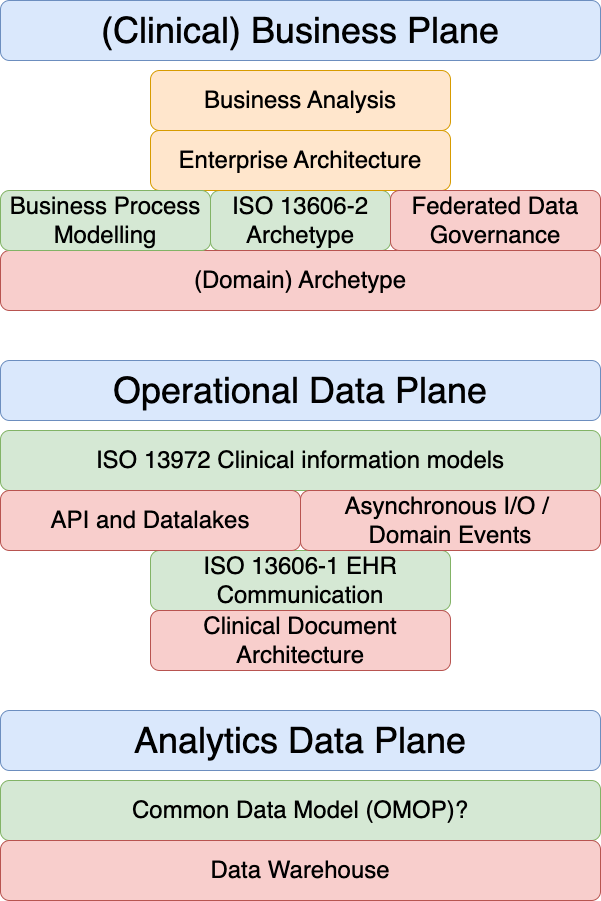 (Clinical) Business Plane
Business Analysis
Enterprise Architecture
Business Process
Modelling
ISO 13606-2
Archetype
Federated Data
Governance
(Domain) Archetype
Operational Data Plane
ISO 13972 Clinical information models
API and Datalakes
Asynchronous I/O /
Domain Events
ISO 13606-1 EHR
Communication
Clinical Document
Architecture
Analytics Data Plane
Common Data Model (OMOP)?
Data Warehouse